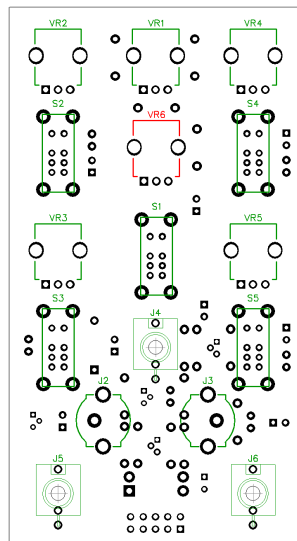 VR2 VR1 VR4
S2 S4
VR6
S1
VR3 VR5
S3 S5
J4
J2 J3
J5 J6